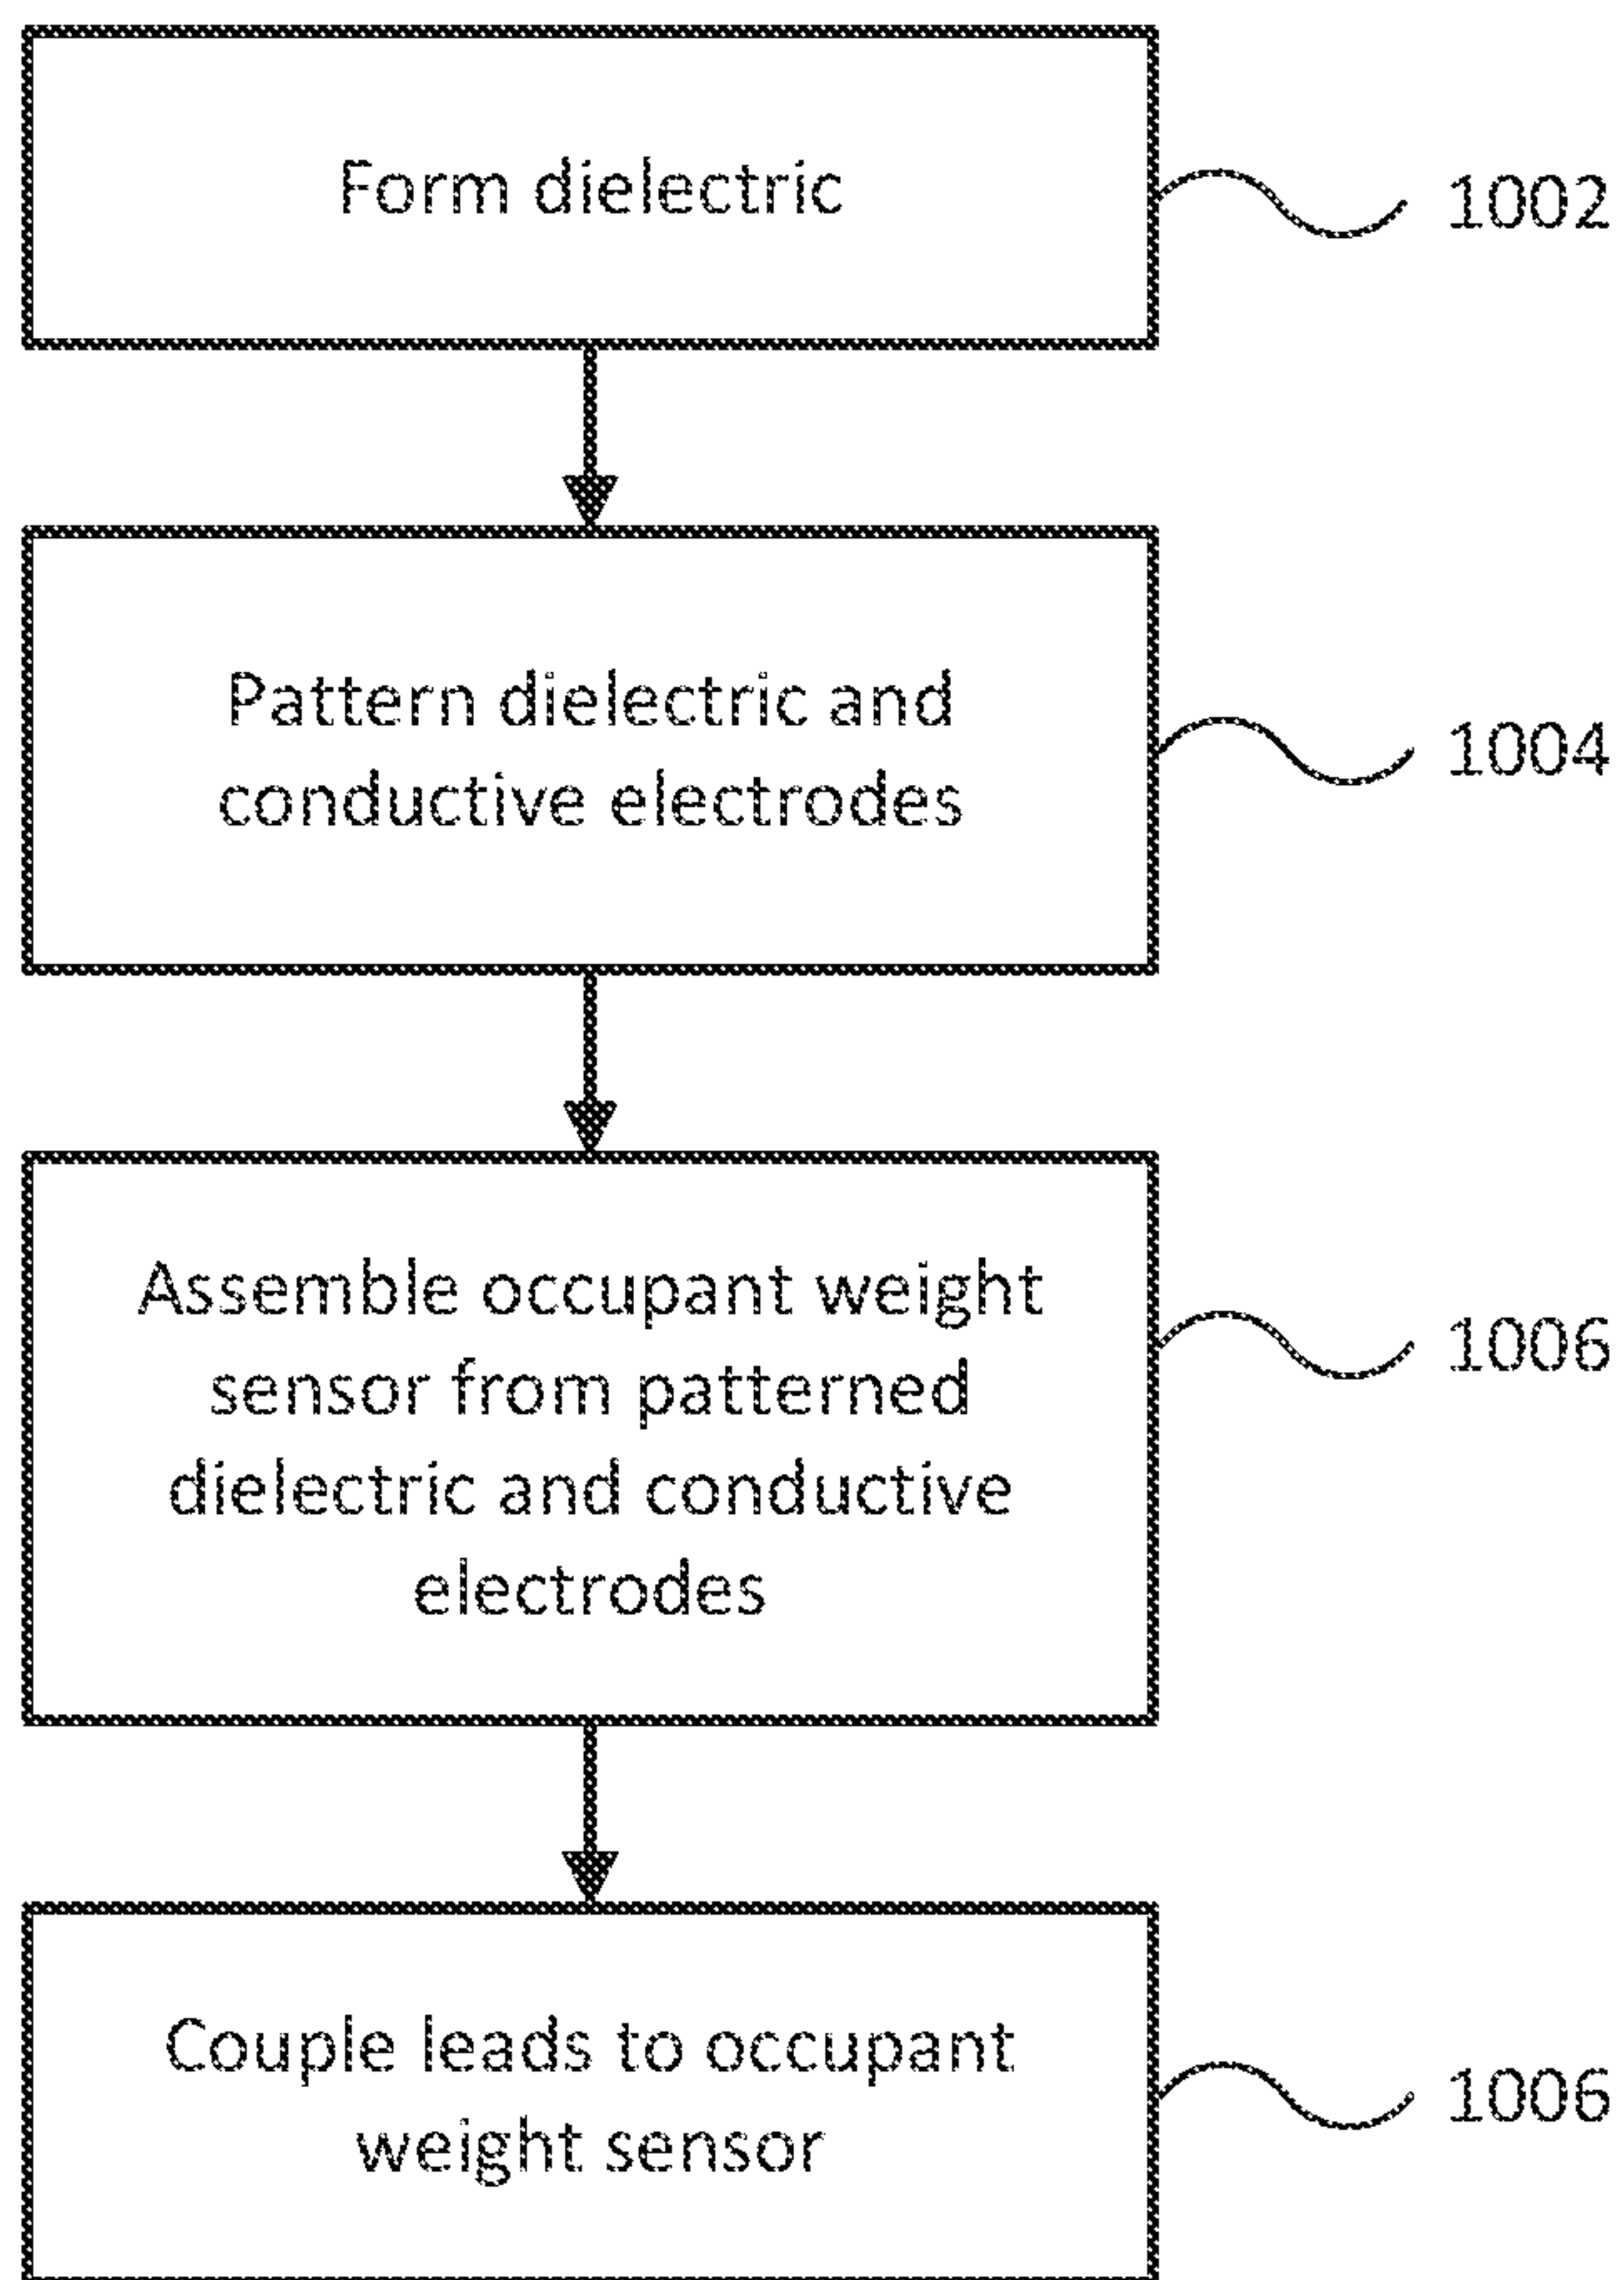 Form dielectric
1002
Pattern dielectric and
conductive electrodes
1004
Assemble occupant weight
sensor from patterned
dielectric and conductive
electrodes
1006
Couple leads to occupant
weight sensor
1006